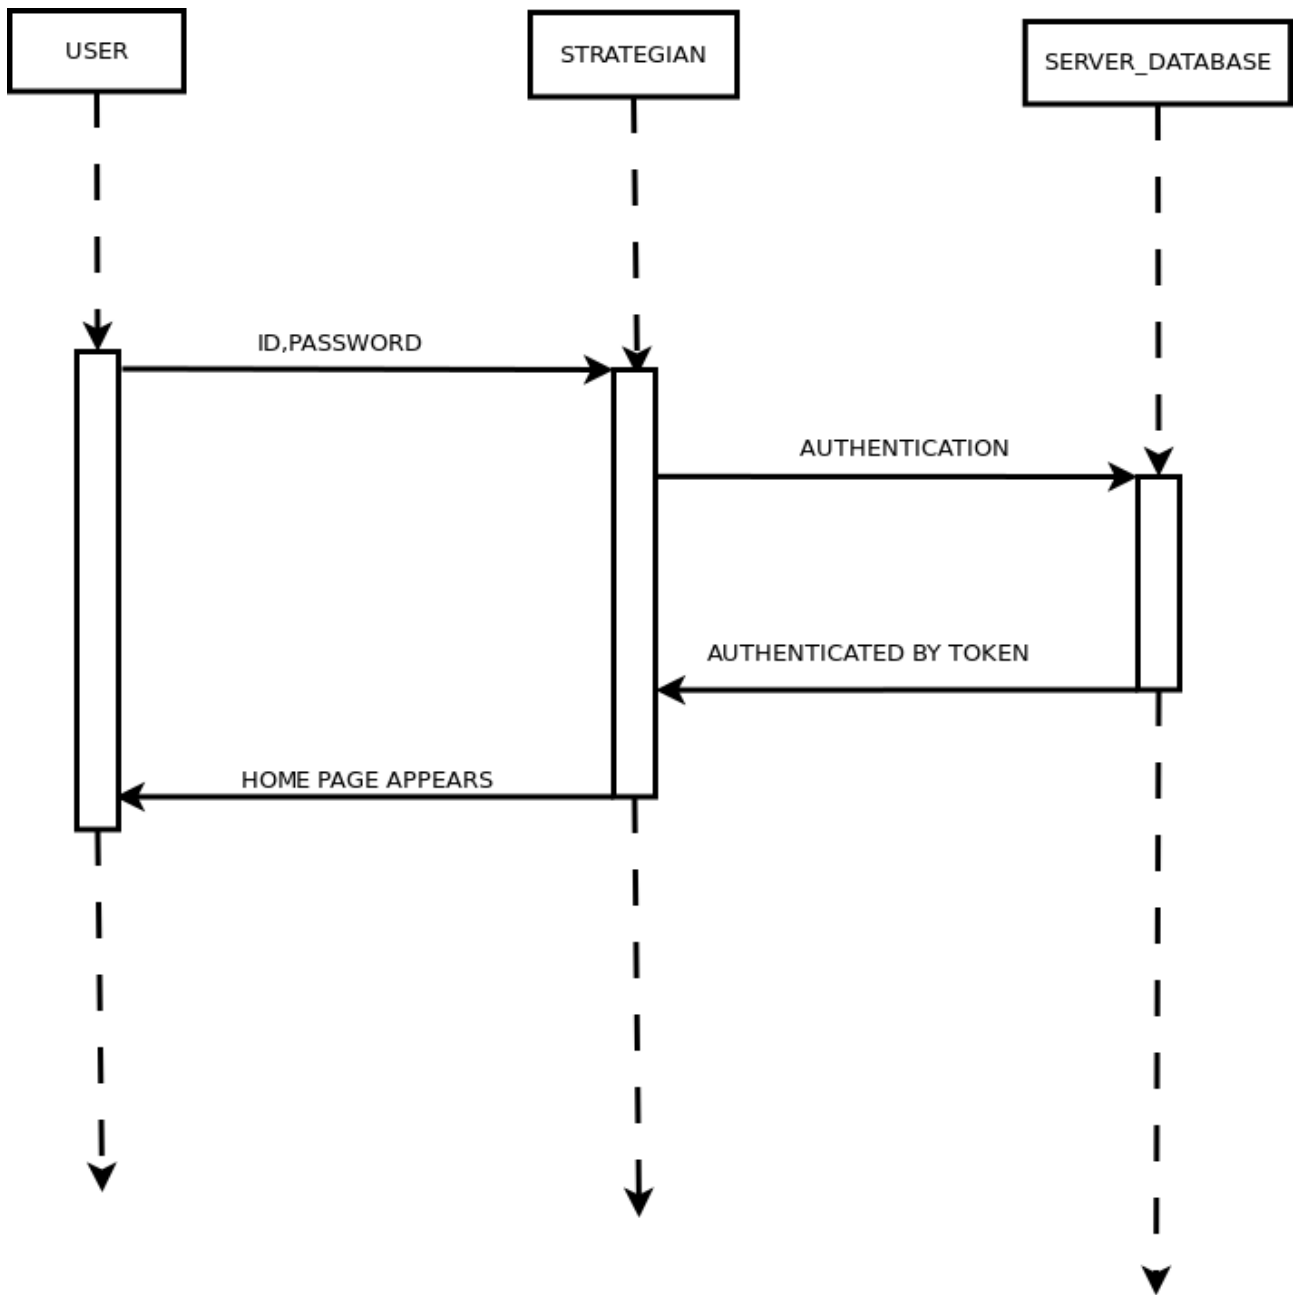 USER
STRATEGIAN
SERVER_DATABASE
ID,PASSWORD
AUTHENTICATION
AUTHENTICATED BY TOKEN
HOME PAGE APPEARS